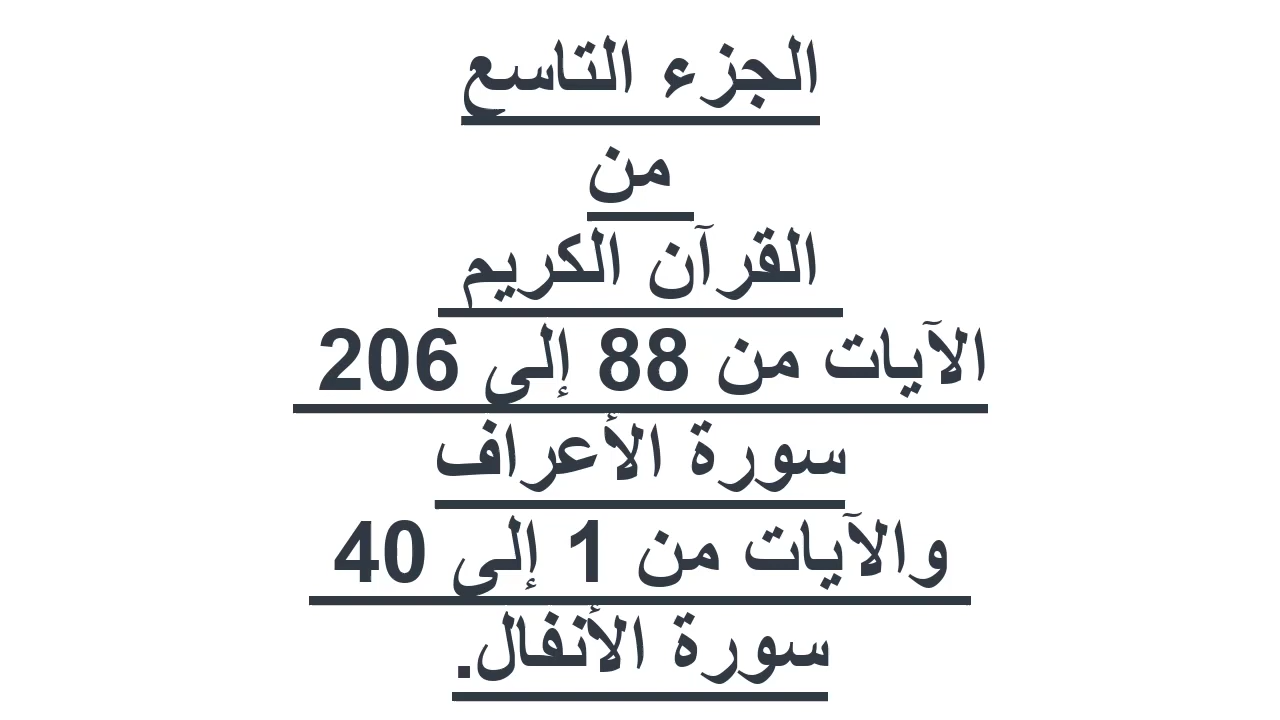 الجزء التاسع
من
القرآن الكريم
الآيات من 88 إلى 206
سورة الأعراف
والآيات من 1 إلى 40
سورة الأنفال.